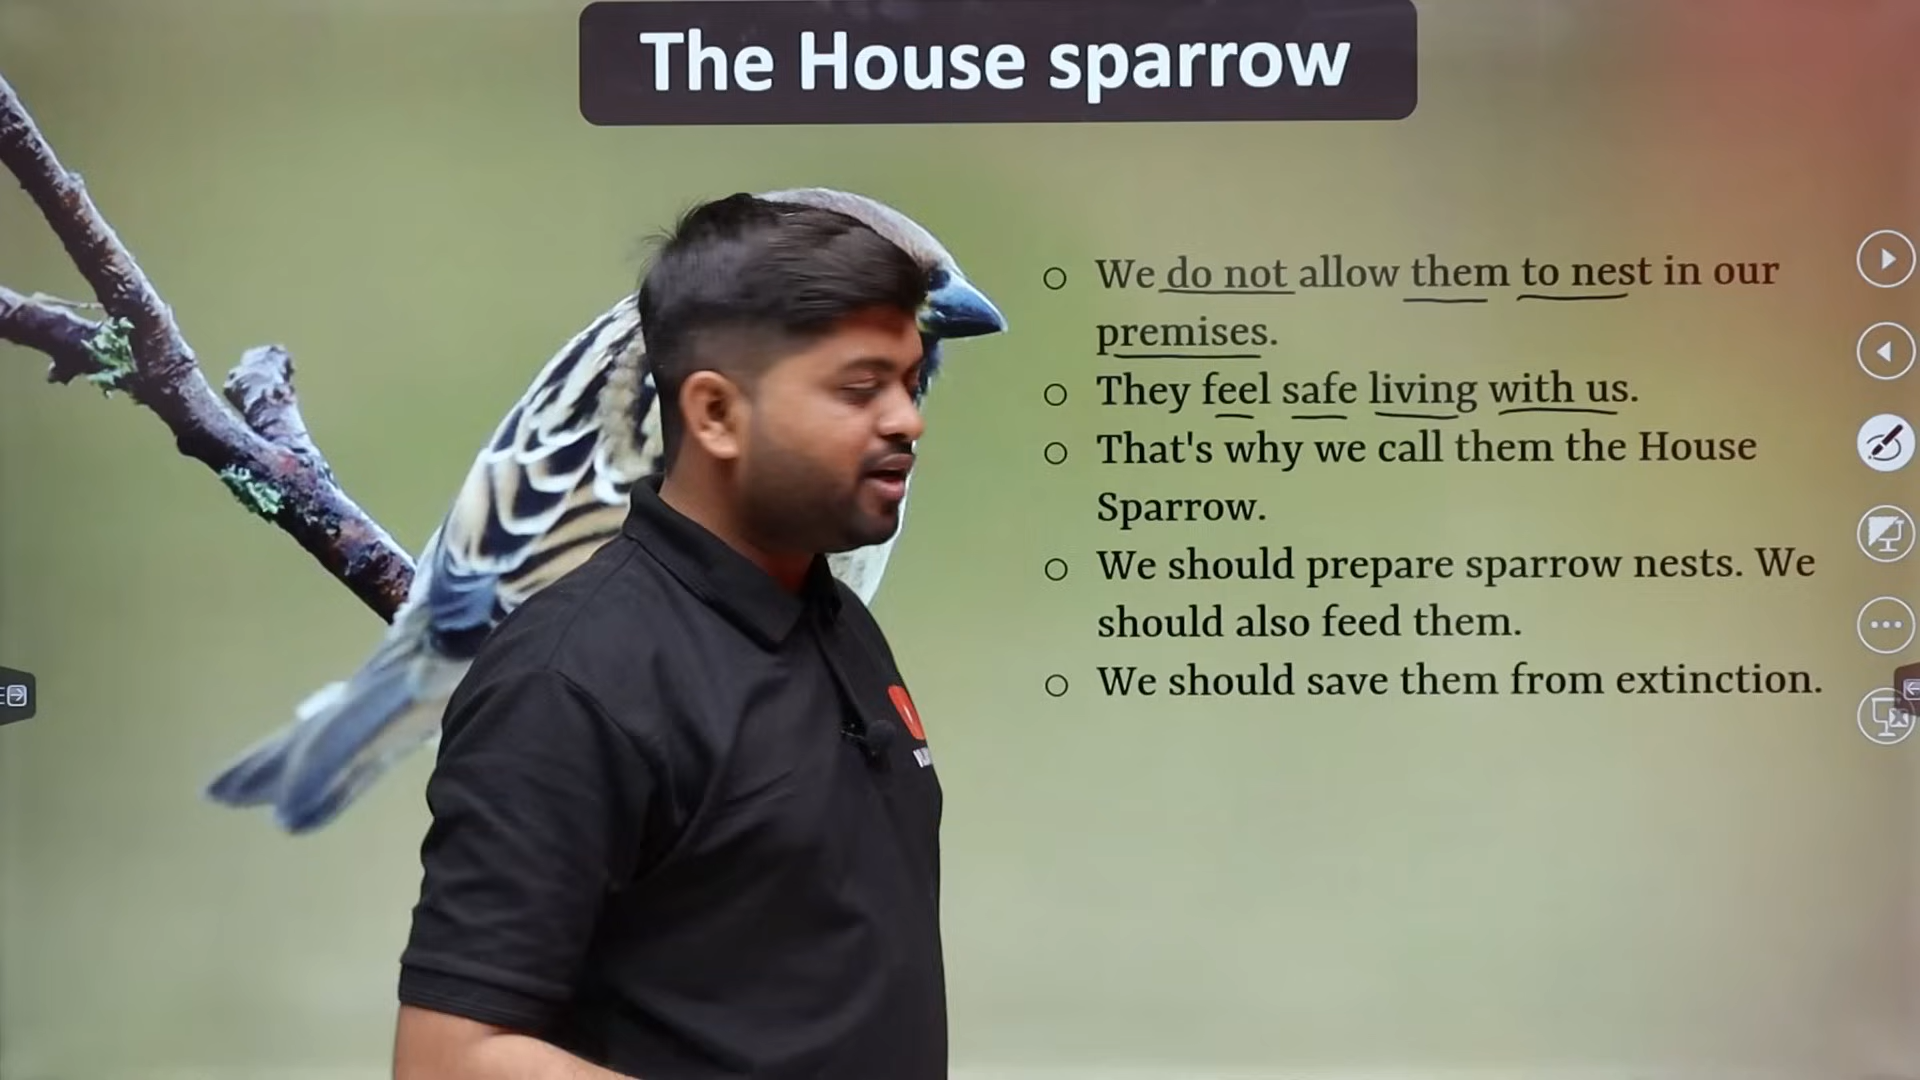 The House sparrow
We do not allow them to nest in our
premises.
They feel safe living with us.
That's why we call them the House
Sparrow.
We should prepare sparrow nests. We
should also feed them.
We should save them from extinction.